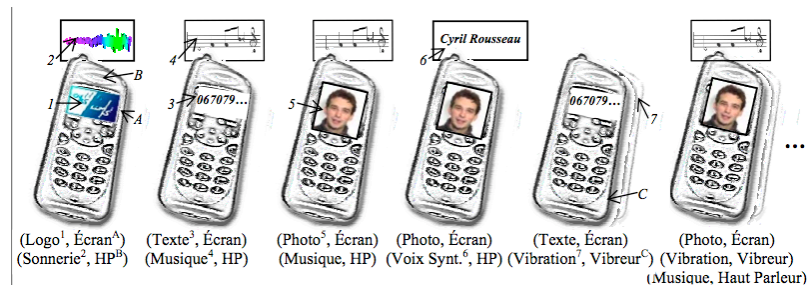 Cyril Rousseau
2
B
4
6
1
A
3
067079...
5
067079...
7
C
...
(Logo¹, Écranᴬ)
(Sonnerie², HPᴮ)
(Texte³, Écran)
(Musique⁴, HP)
(Photo⁵, Écran)
(Musique, HP)
(Photo, Écran)
(Voix Synt.⁶, HP)
(Texte, Écran)
(Vibration⁷, Vibreurᶜ)
(Photo, Écran)
(Vibration, Vibreur)
(Musique, Haut Parleur)